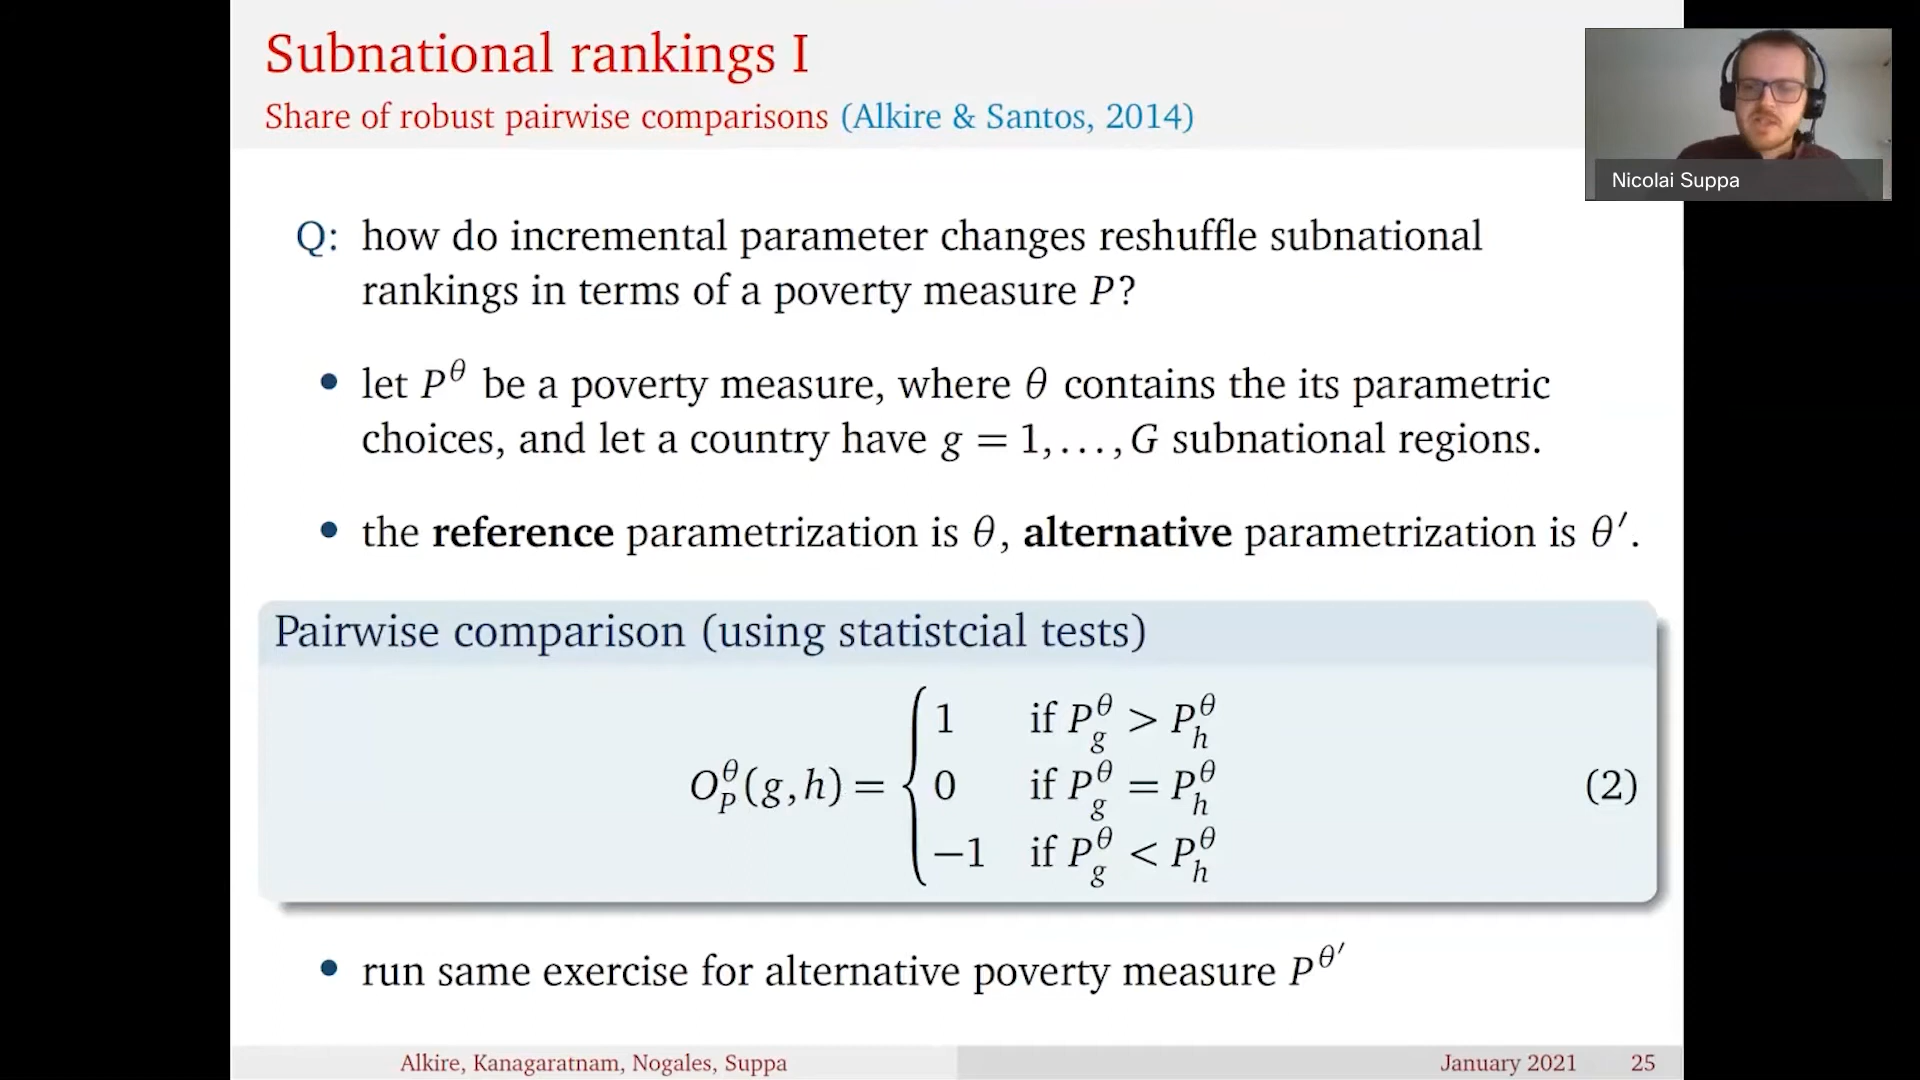 Subnational rankings I
Share of robust pairwise comparisons (Alkire & Santos, 2014)
Nicolai Suppa
Q: how do incremental parameter changes reshuffle subnational
rankings in terms of a poverty measure P?
• let P^θ be a poverty measure, where θ contains the its parametric
choices, and let a country have g = 1,...,G subnational regions.
• the reference parametrization is θ, alternative parametrization is θ′.
Pairwise comparison (using statistcial tests)
1 if P_g^θ > P_h^θ
O_P^θ(g,h) = { 0 if P_g^θ = P_h^θ (2)
−1 if P_g^θ < P_h^θ
• run same exercise for alternative poverty measure P^θ′
Alkire, Kanagaratnam, Nogales, Suppa January 2021 25